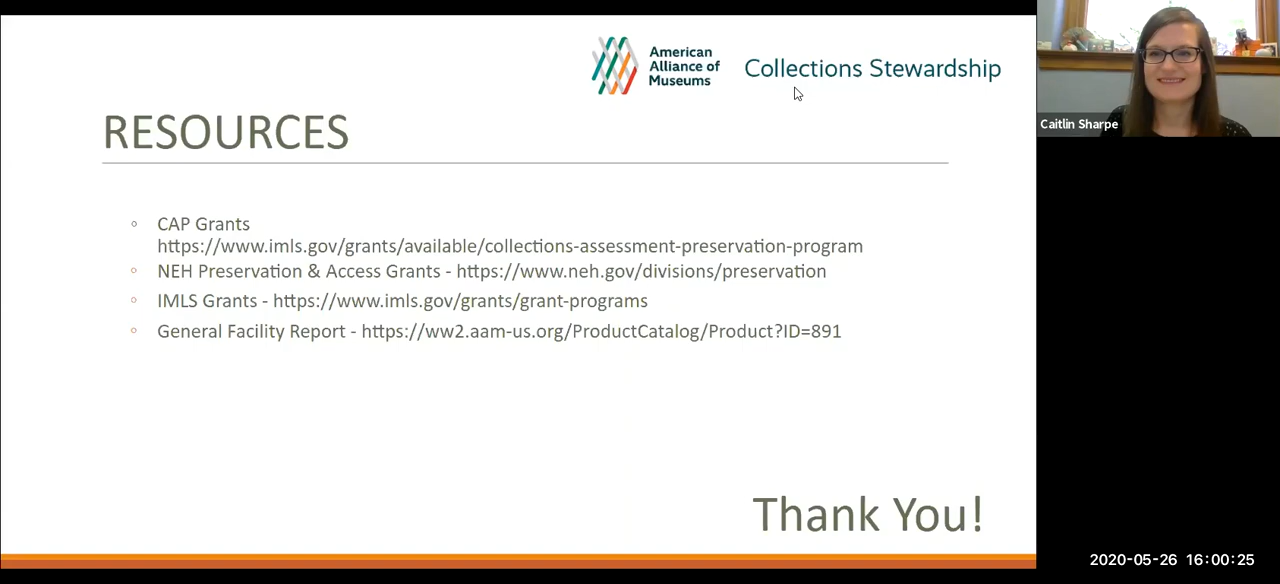 American
Alliance of
Museums
Collections Stewardship
RESOURCES
CAP Grants
https://www.imls.gov/grants/available/collections-assessment-preservation-program
NEH Preservation & Access Grants - https://www.neh.gov/divisions/preservation
IMLS Grants - https://www.imls.gov/grants/grant-programs
General Facility Report - https://ww2.aam-us.org/ProductCatalog/Product?ID=891
Thank You!
Caitlin Sharpe
2020-05-26 16:00:25